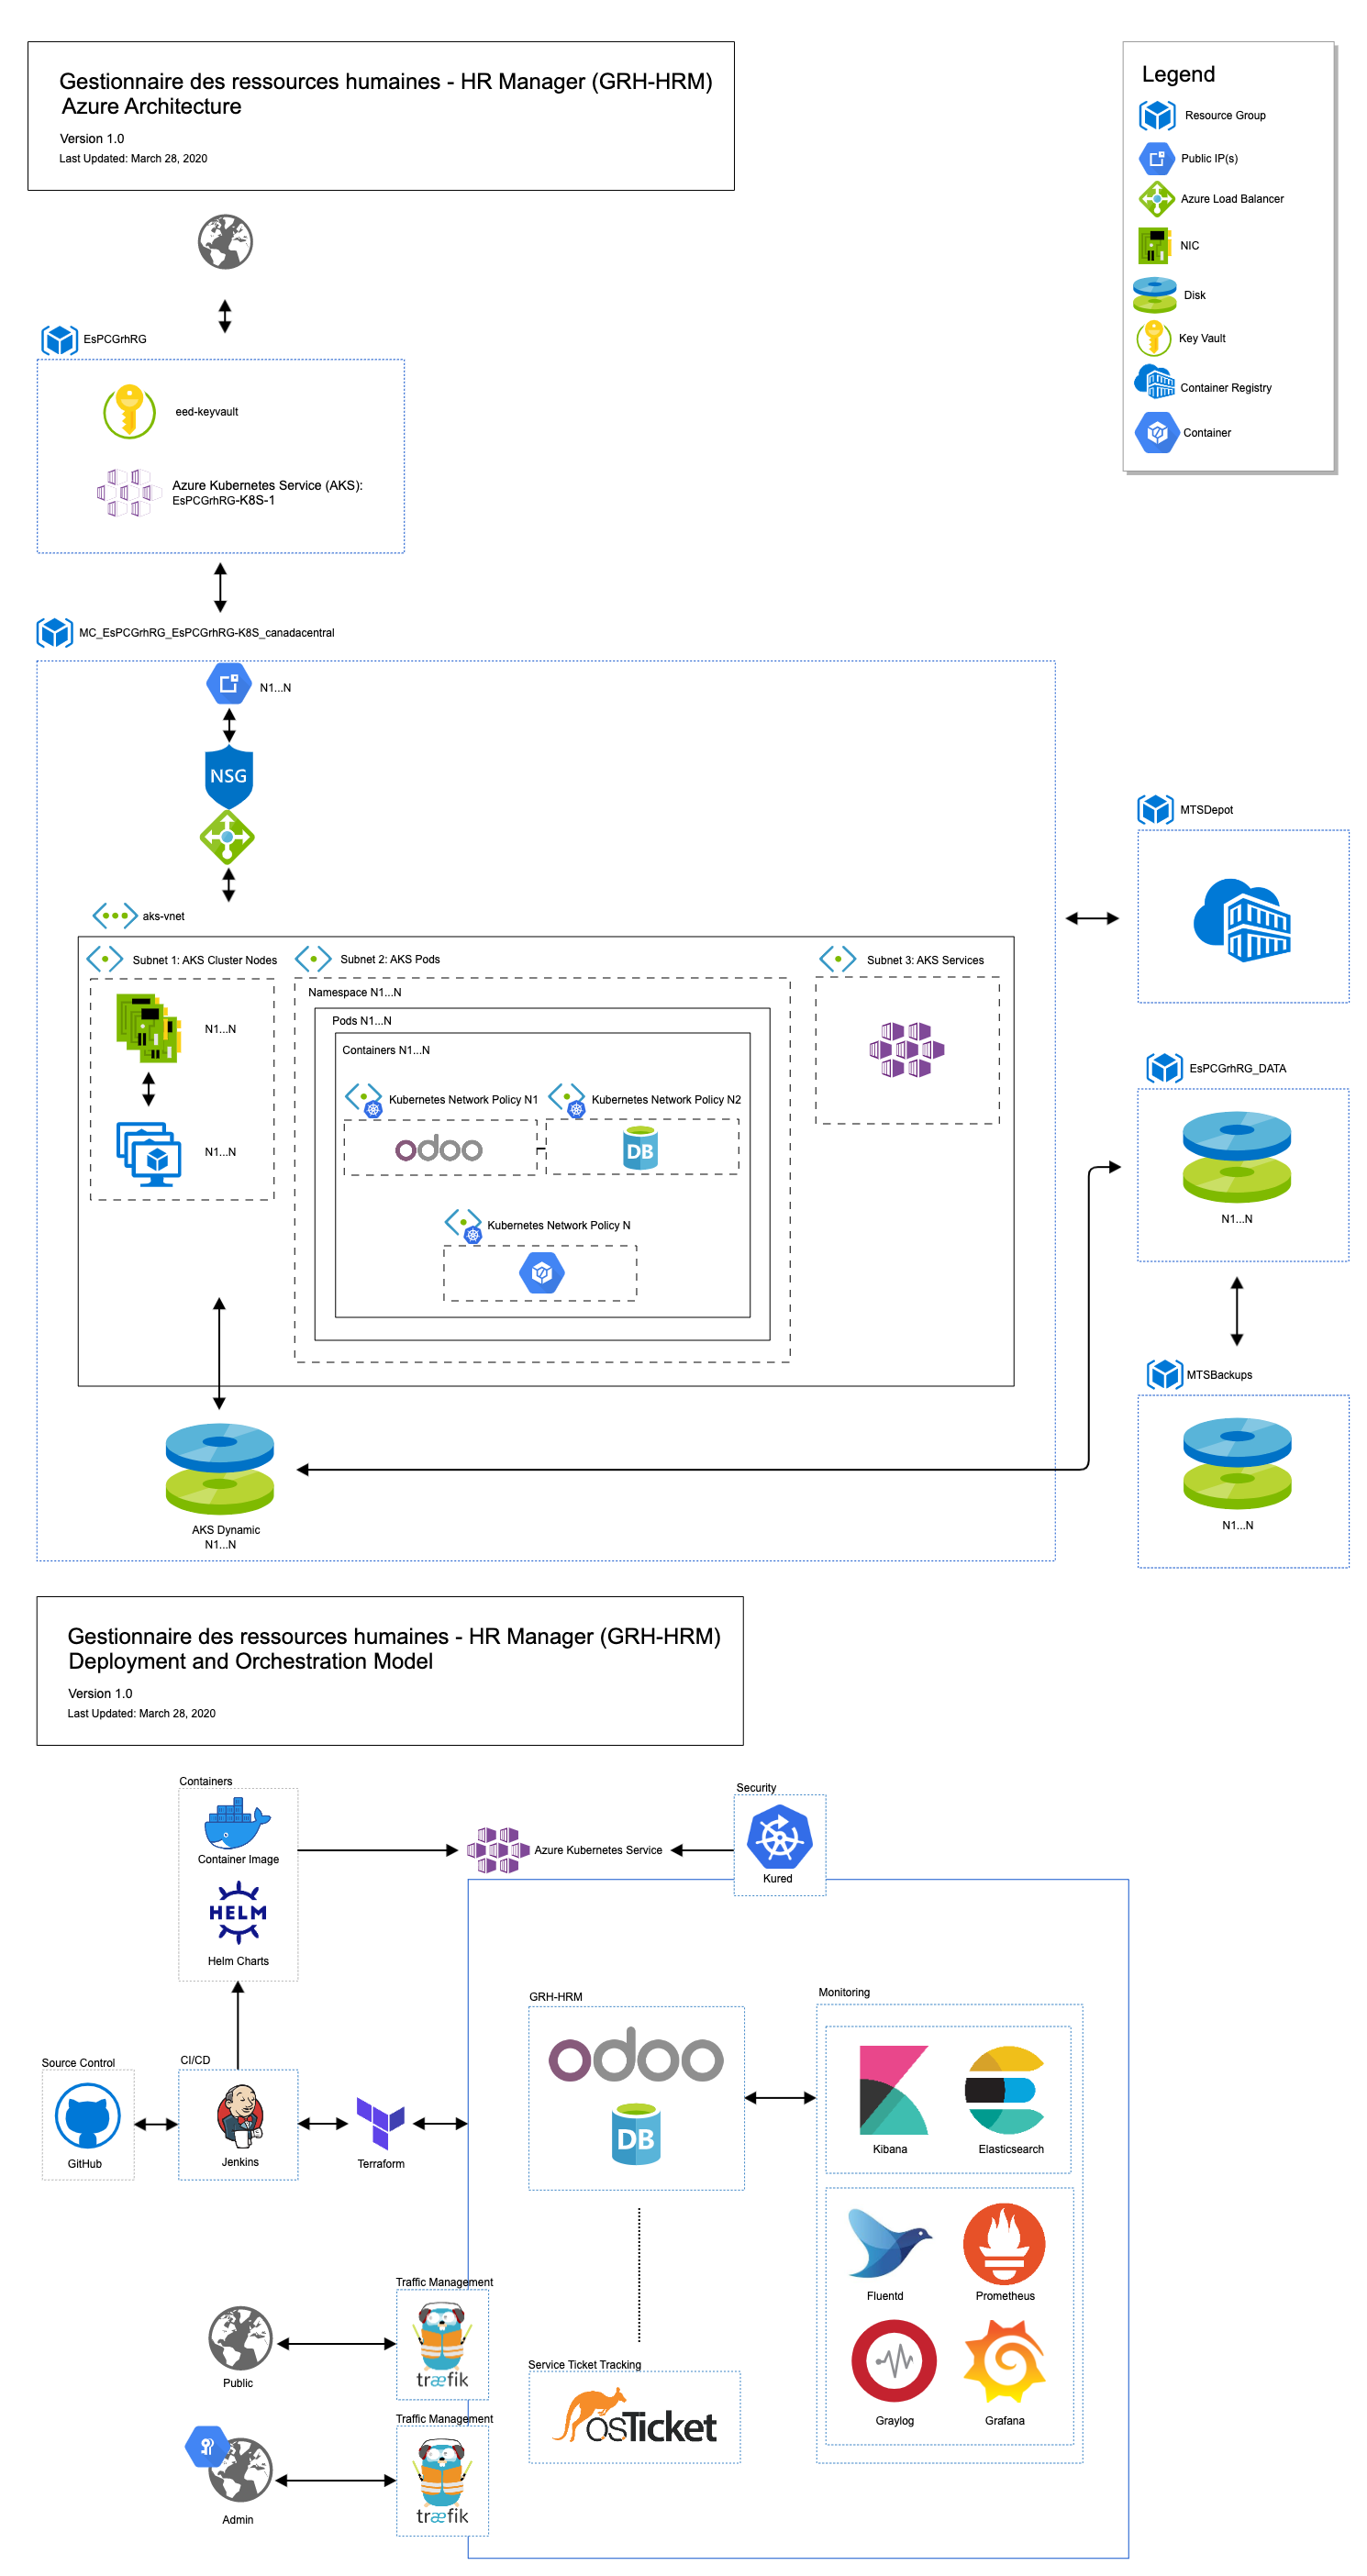 Gestionnaire des ressources humaines - HR Manager (GRH-HRM)
Azure Architecture
Version 1.0
Last Updated: March 28, 2020
Legend
Resource Group
Public IP(s)
Azure Load Balancer
NIC
Disk
Key Vault
Container Registry
Container
EsPCGrhRG
eed-keyvault
Azure Kubernetes Service (AKS):
EsPCGrhRG-K8S-1
MC_EsPCGrhRG_EsPCGrhRG-K8S_canadacentral
N1...N
NSG
aks-vnet
Subnet 1: AKS Cluster Nodes
N1...N
N1...N
Subnet 2: AKS Pods
Namespace N1...N
Pods N1...N
Containers N1...N
Kubernetes Network Policy N1
odoo
Kubernetes Network Policy N2
DB
Kubernetes Network Policy N
Subnet 3: AKS Services
AKS Dynamic
N1...N
MTSDepot
EsPCGrhRG_DATA
N1...N
MTSBackups
N1...N
Gestionnaire des ressources humaines - HR Manager (GRH-HRM)
Deployment and Orchestration Model
Version 1.0
Last Updated: March 28, 2020
Containers
Container Image
HELM
Helm Charts
Azure Kubernetes Service
Security
Kured
Source Control
GitHub
CI/CD
Jenkins
Terraform
GRH-HRM
odoo
DB
Monitoring
Kibana
Elasticsearch
Fluentd
Prometheus
Graylog
Grafana
Traffic Management
træfik
Public
Service Ticket Tracking
osTicket
Traffic Management
træfik
Admin